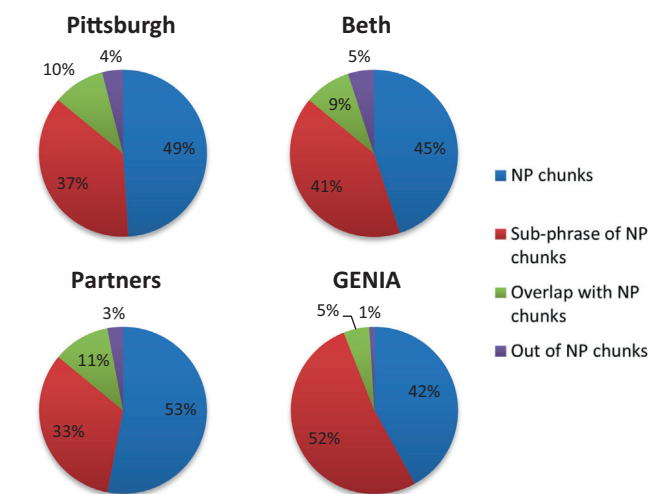 Pittsburgh
4%
10%
49%
37%
Beth
5%
9%
45%
41%
Partners
3%
11%
53%
33%
GENIA
5%
1%
42%
52%
NP chunks
Sub-phrase of NP
chunks
Overlap with NP
chunks
Out of NP chunks